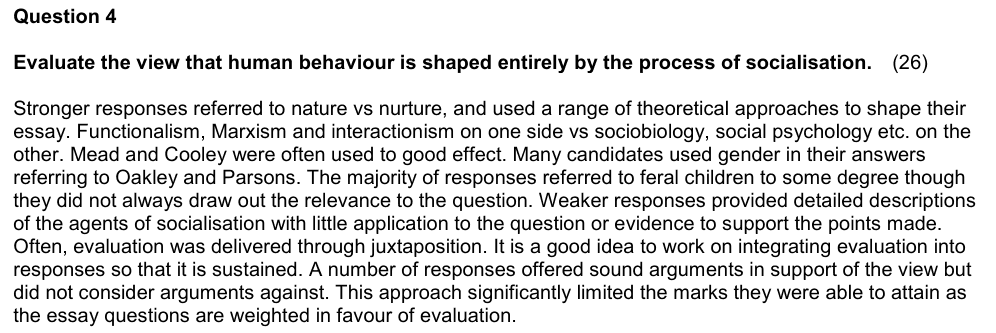 Question 4
Evaluate the view that human behaviour is shaped entirely by the process of socialisation. (26)
Stronger responses referred to nature vs nurture, and used a range of theoretical approaches to shape their
essay. Functionalism, Marxism and interactionism on one side vs sociobiology, social psychology etc. on the
other. Mead and Cooley were often used to good effect. Many candidates used gender in their answers
referring to Oakley and Parsons. The majority of responses referred to feral children to some degree though
they did not always draw out the relevance to the question. Weaker responses provided detailed descriptions
of the agents of socialisation with little application to the question or evidence to support the points made.
Often, evaluation was delivered through juxtaposition. It is a good idea to work on integrating evaluation into
responses so that it is sustained. A number of responses offered sound arguments in support of the view but
did not consider arguments against. This approach significantly limited the marks they were able to attain as
the essay questions are weighted in favour of evaluation.